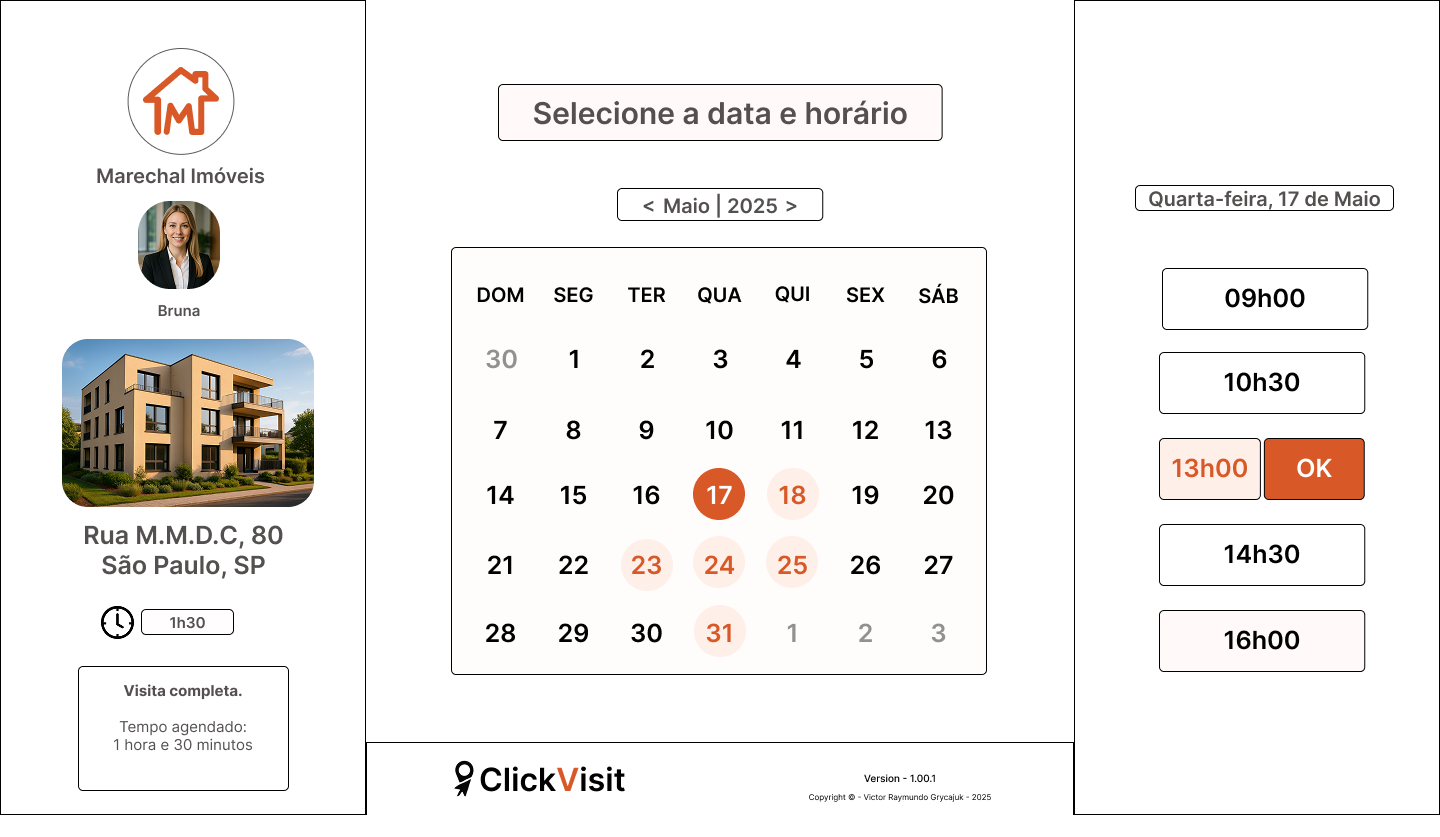 M
Marechal Imóveis
Bruna
Rua M.M.D.C, 80
São Paulo, SP
1h30
Visita completa.
Tempo agendado:
1 hora e 30 minutos
Selecione a data e horário
< Maio | 2025 >
DOM SEG TER QUA QUI SEX SÁB
30 1 2 3 4 5 6
7 8 9 10 11 12 13
14 15 16 17 18 19 20
21 22 23 24 25 26 27
28 29 30 31 1 2 3
ClickVisit
Version - 1.00.1
Copyright © - Victor Raymundo Grycajuk - 2025
Quarta-feira, 17 de Maio
09h00
10h30
13h00 OK
14h30
16h00